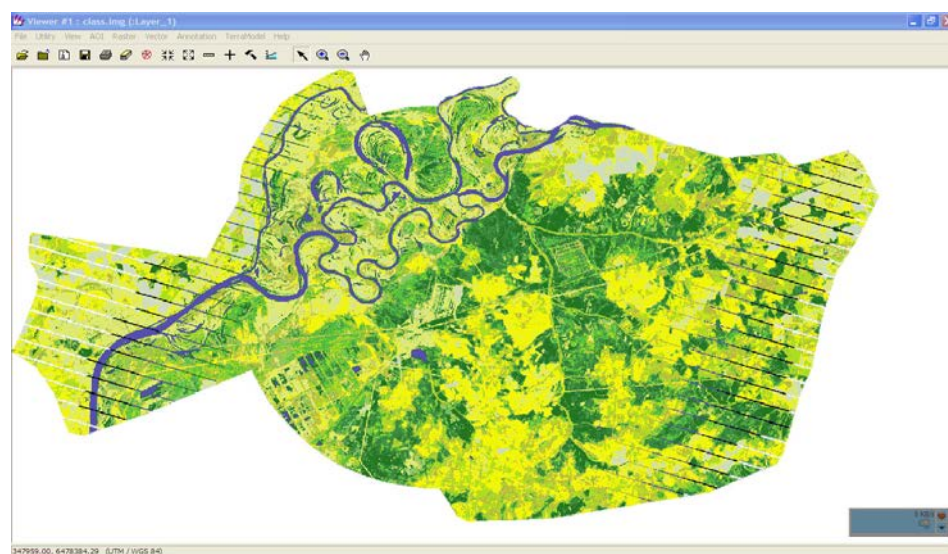 Viewer #1 : class.img (:Layer_1)
File Utility View AOI Raster Vector Annotation TerraModel Help
347959.00, 6478384.29 (UTM / WGS 84)